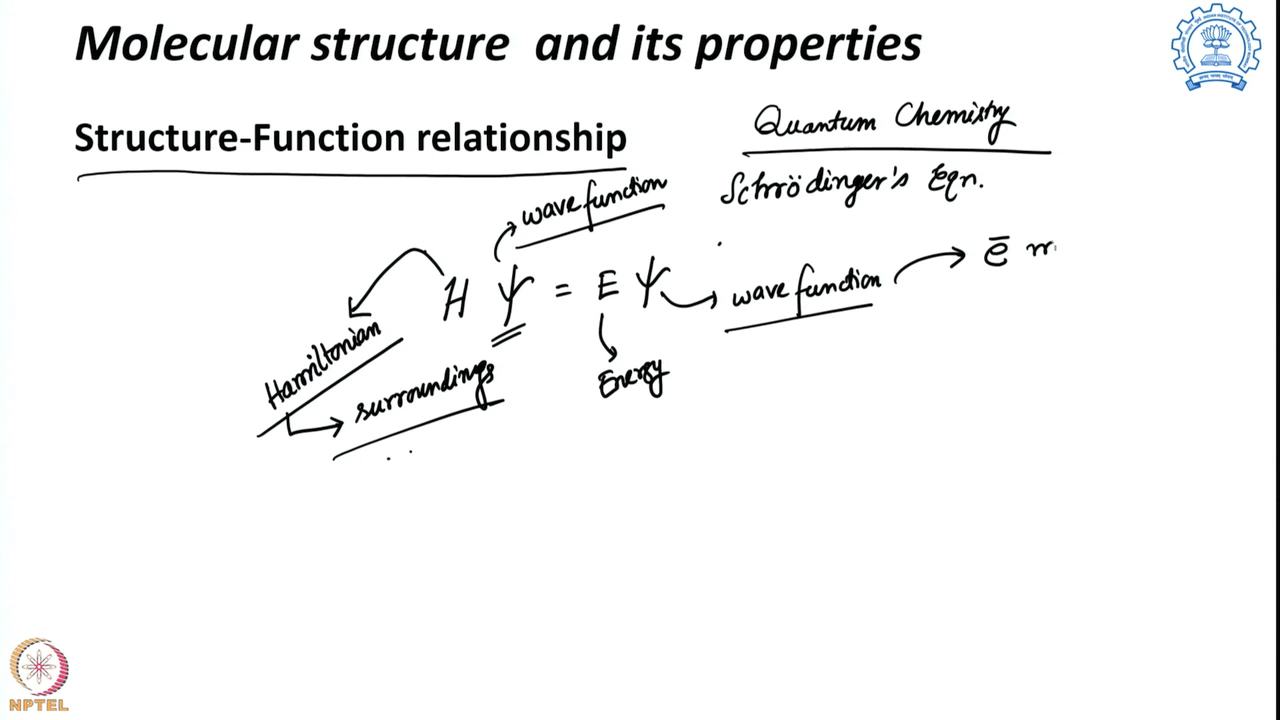 Molecular structure and its properties
Structure-Function relationship
Quantum Chemistry
Schrödinger's Eqn.
wave function
H ψ = E ψ
wave function
ē
Hamiltonian
surroundings
Energy
NPTEL